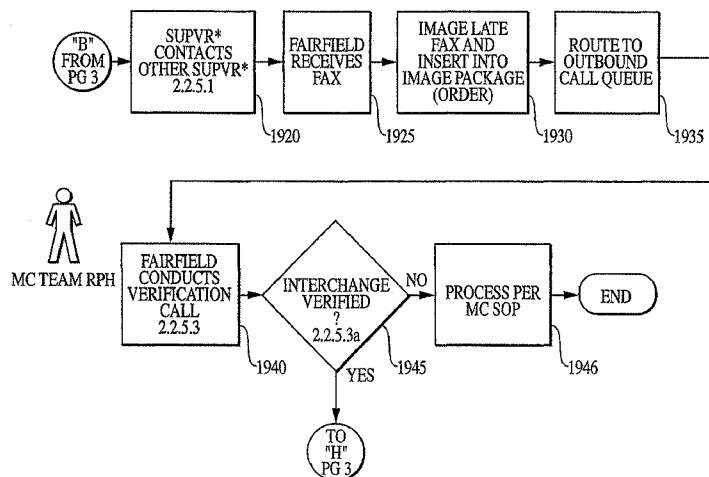 "B"
FROM
PG 3
SUPVR*
CONTACTS
OTHER SUPVR*
2.2.5.1
1920
FAIRFIELD
RECEIVES
FAX
1925
IMAGE LATE
FAX AND
INSERT INTO
IMAGE PACKAGE
(ORDER)
1930
ROUTE TO
OUTBOUND
CALL QUEUE
1935
MC TEAM RPH
FAIRFIELD
CONDUCTS
VERIFICATION
CALL
2.2.5.3
1940
INTERCHANGE
VERIFIED
?
2.2.5.3a
1945
NO
YES
PROCESS PER
MC SOP
1946
END
TO
"H"
PG 3